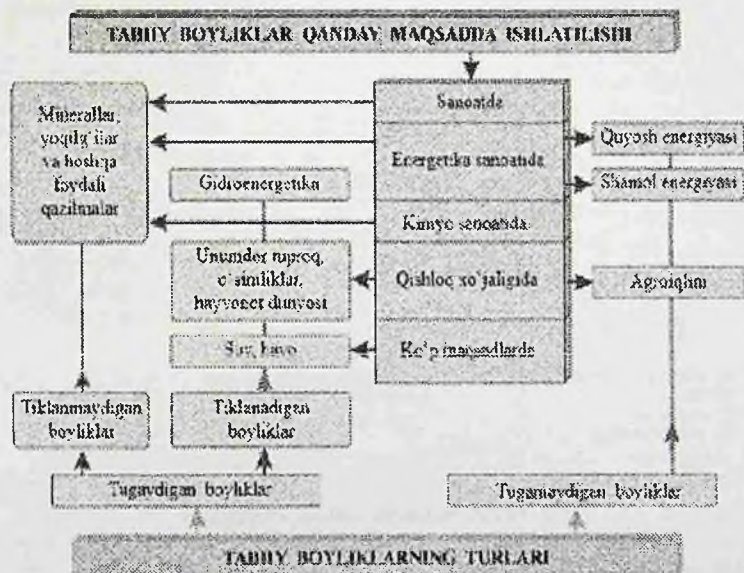 TABIIY BOYLIKLAR QANDAY MAQSADDA ISHLATILISHI
Minerallar,
yoqilg`ilar
va boshqa
foydali
qazilmalar
Sanoatda
Energetika sanoatida
Kimyo sanoatida
Qishloq xo`jaligida
Ko`p maqsadlarda
Quyosh energiyasi
Shamol energiyasi
Agroiqlim
Gidroenergetika
Unumdor tuproq,
o`simliklar,
hayvonot dunyosi
Suv, havo
Tiklanmaydigan
boyliklar
Tiklanadigan
boyliklar
Tugaydigan boyliklar
Tugamaydigan boyliklar
TABIIY BOYLIKLARNING TURLARI